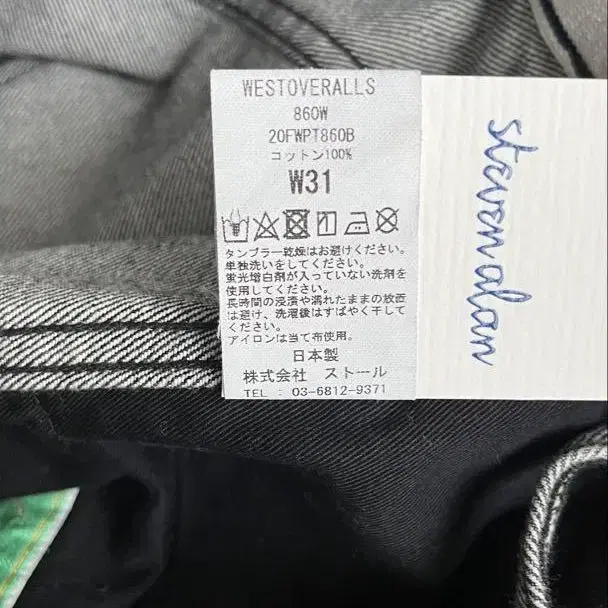 WESTOVERALLS
860W
20FWPT860B
コットン100%
W31
タンブラー乾燥はお避けください。
単独洗いをしてください。
蛍光増白剤が入っていない洗剤を
使用してください。
長時間の浸漬や濡れたままの放置
は避け、洗濯後はすばやく干して
ください。
アイロンは当て布使用。
日本製
株式会社 ストール
TEL : 03-6812-9371
steven alan